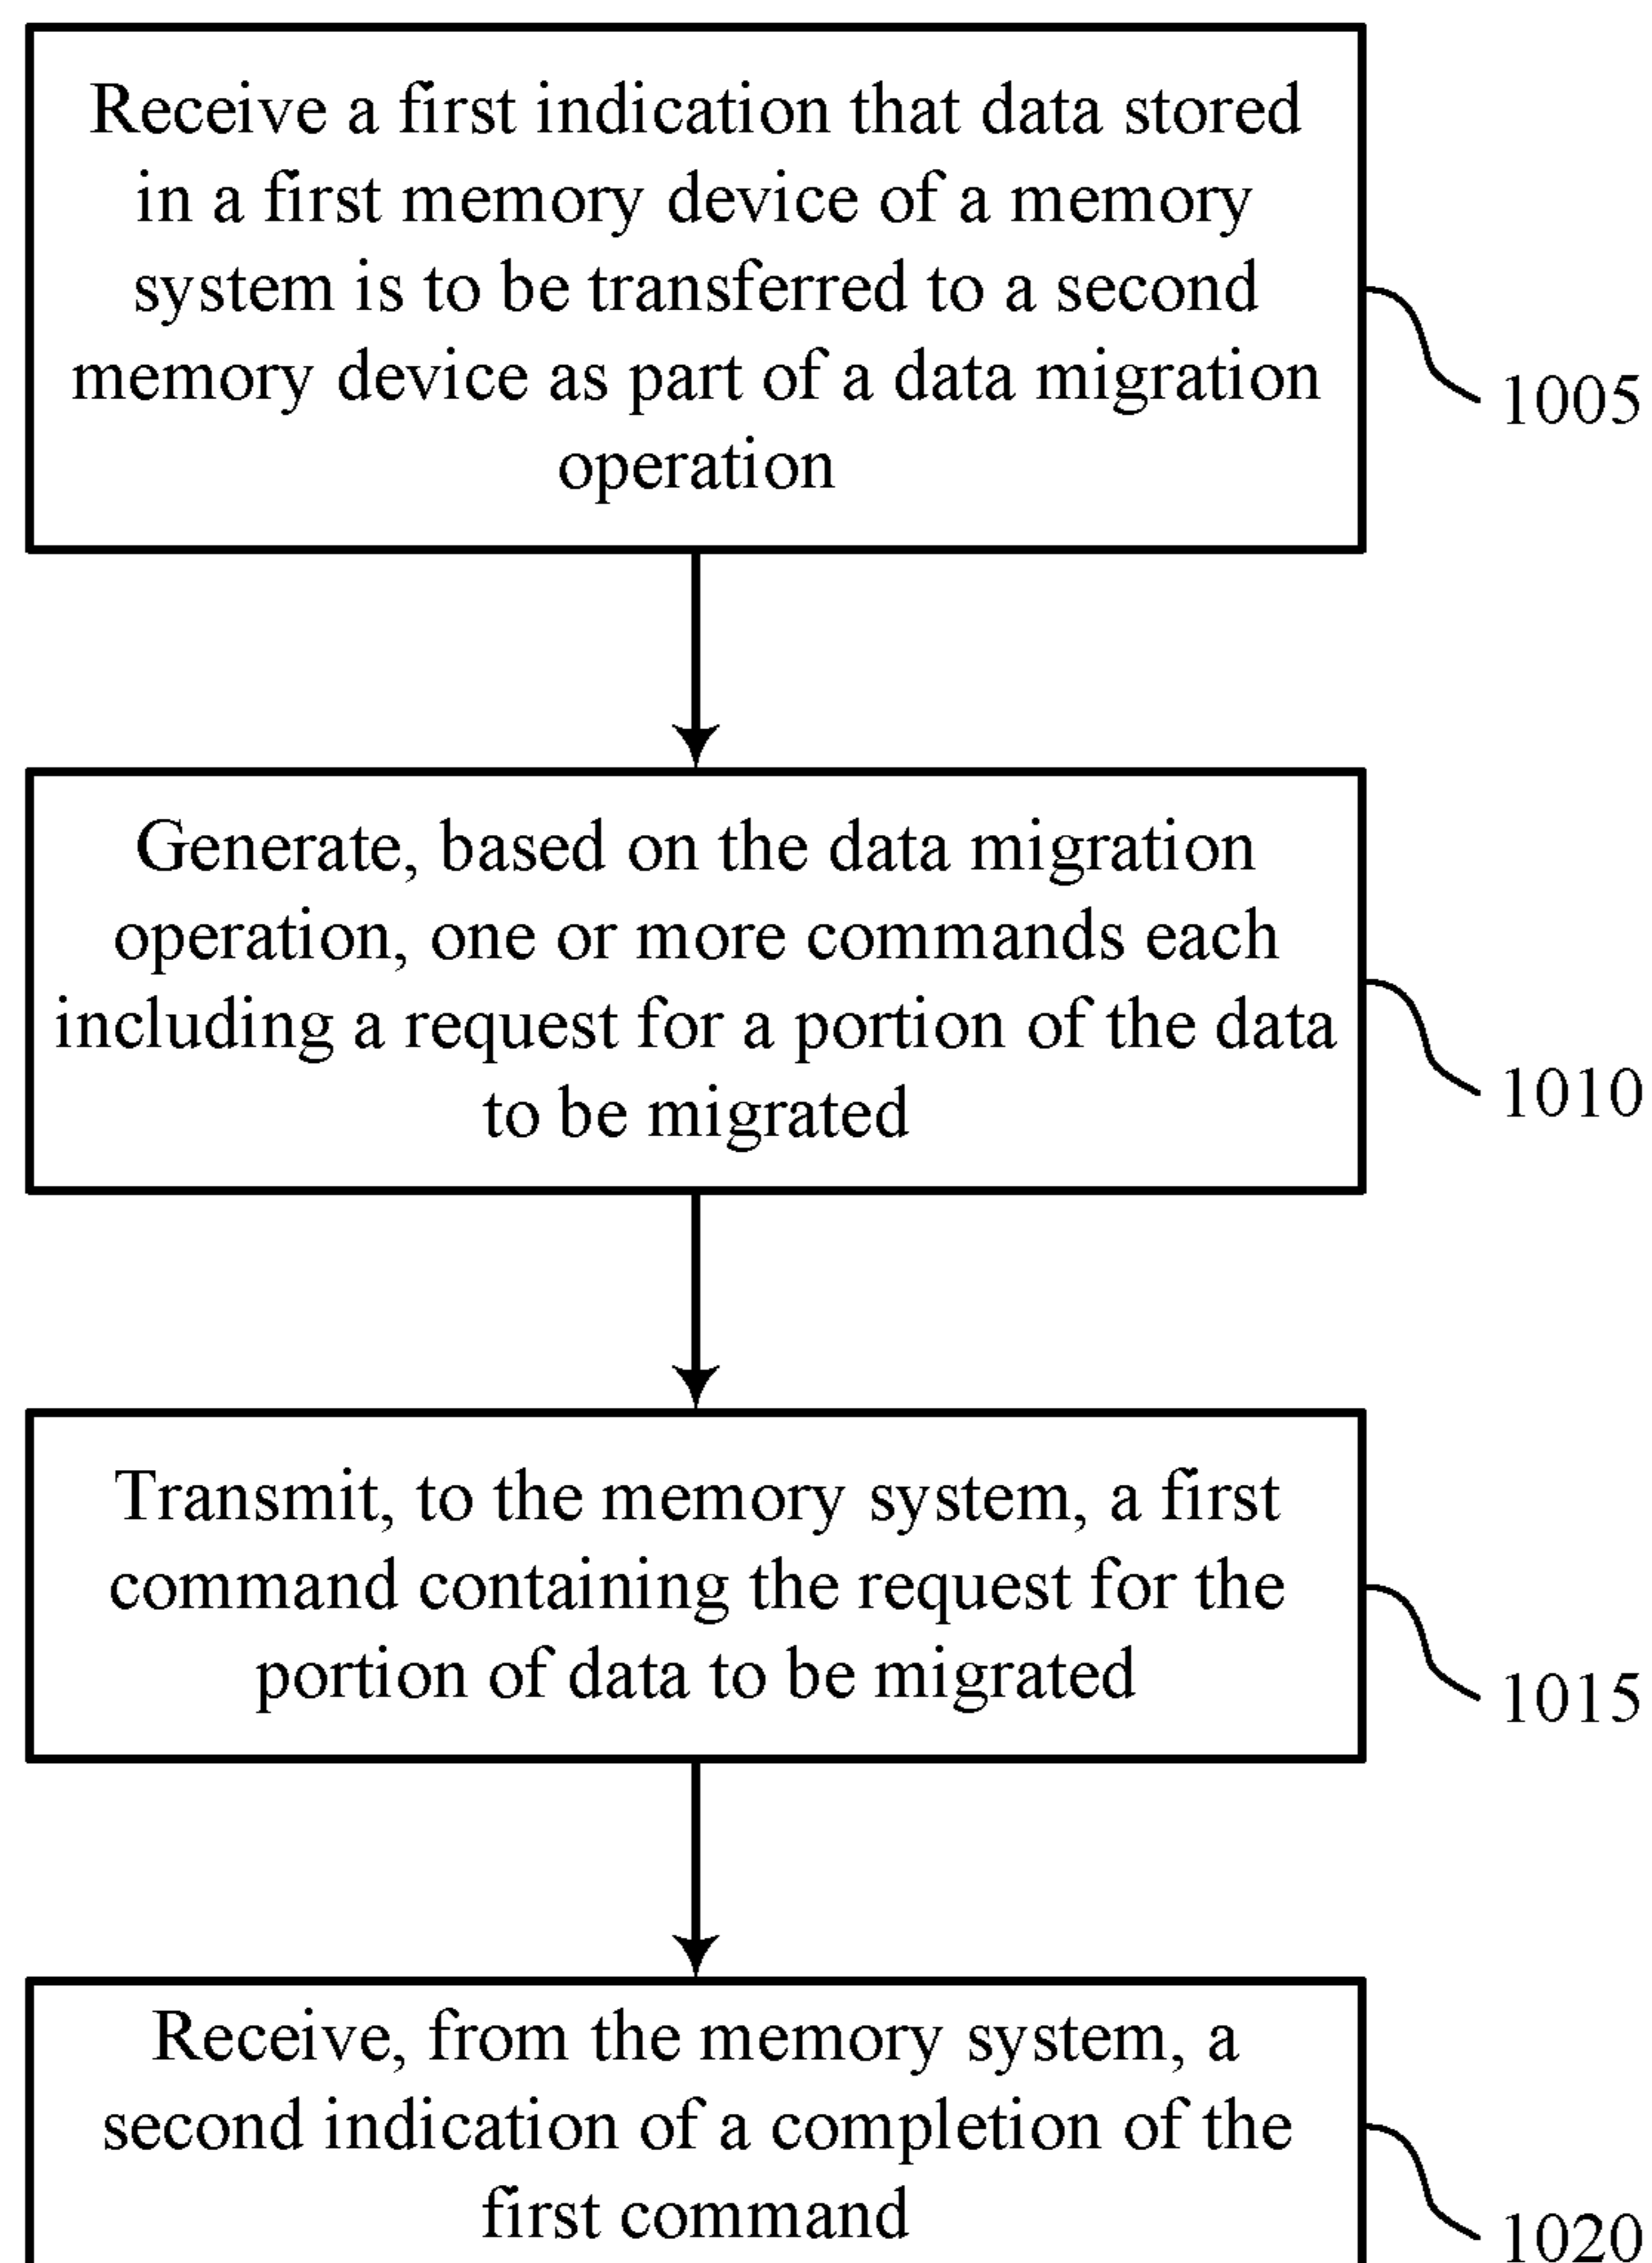 Receive a first indication that data stored
in a first memory device of a memory
system is to be transferred to a second
memory device as part of a data migration
operation
1005
Generate, based on the data migration
operation, one or more commands each
including a request for a portion of the data
to be migrated
1010
Transmit, to the memory system, a first
command containing the request for the
portion of data to be migrated
1015
Receive, from the memory system, a
second indication of a completion of the
first command
1020